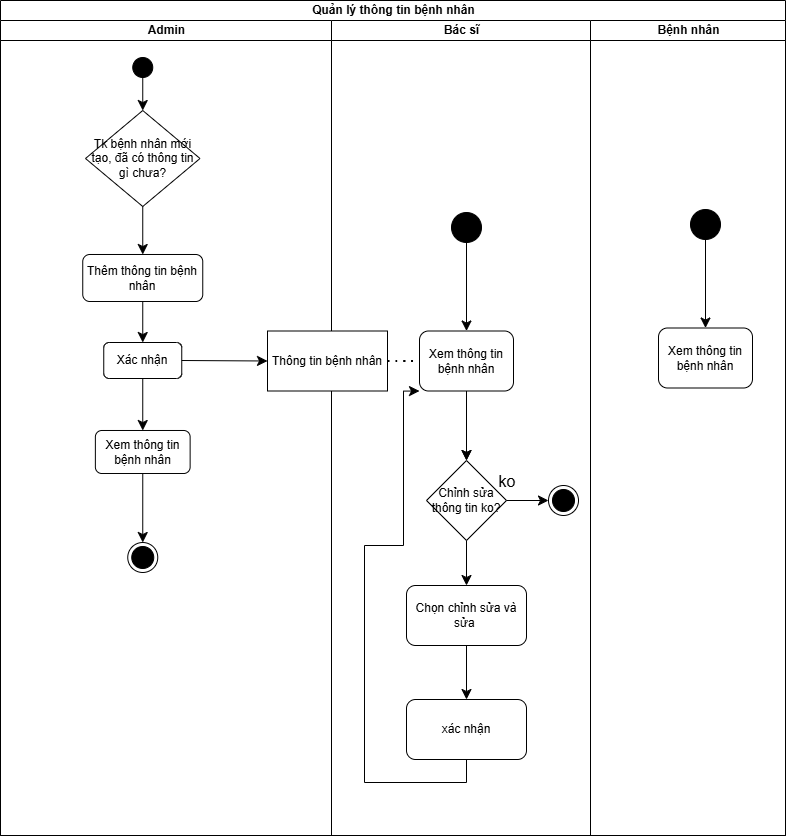 Quản lý thông tin bệnh nhân
Admin
Bác sĩ
Bệnh nhân
Tk bệnh nhân mới
tạo, đã có thông tin
gì chưa?
Thêm thông tin bệnh
nhân
Xác nhận
Thông tin bệnh nhân
Xem thông tin
bệnh nhân
Xem thông tin
bệnh nhân
Xem thông tin
bệnh nhân
Chỉnh sửa
thông tin ko?
ko
Chọn chỉnh sửa và
sửa
xác nhận